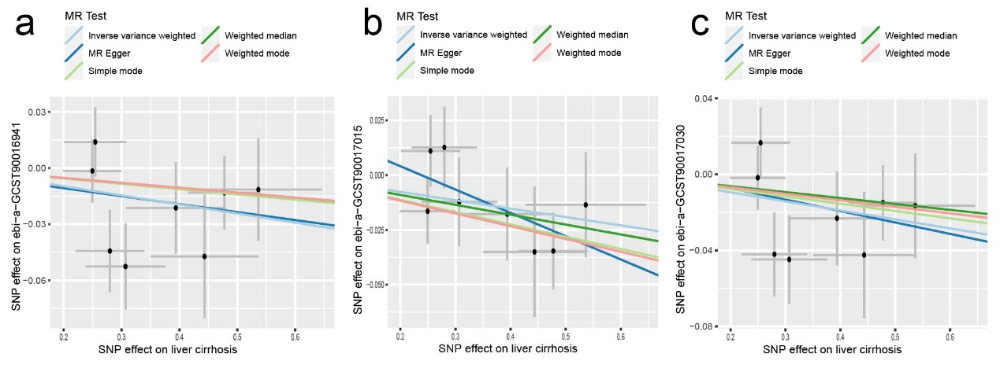 a
MR Test
Inverse variance weighted
Weighted median
MR Egger
Weighted mode
Simple mode
SNP effect on ebi-a-GCST90016941
0.03
0.00
−0.03
−0.06
0.2 0.3 0.4 0.5 0.6
SNP effect on liver cirrhosis
b
MR Test
Inverse variance weighted
Weighted median
MR Egger
Weighted mode
Simple mode
SNP effect on ebi-a-GCST90017015
0.025
0.000
−0.025
−0.050
0.2 0.3 0.4 0.5 0.6
SNP effect on liver cirrhosis
c
MR Test
Inverse variance weighted
Weighted median
MR Egger
Weighted mode
Simple mode
SNP effect on ebi-a-GCST90017030
0.04
0.00
−0.04
−0.08
0.2 0.3 0.4 0.5 0.6
SNP effect on liver cirrhosis